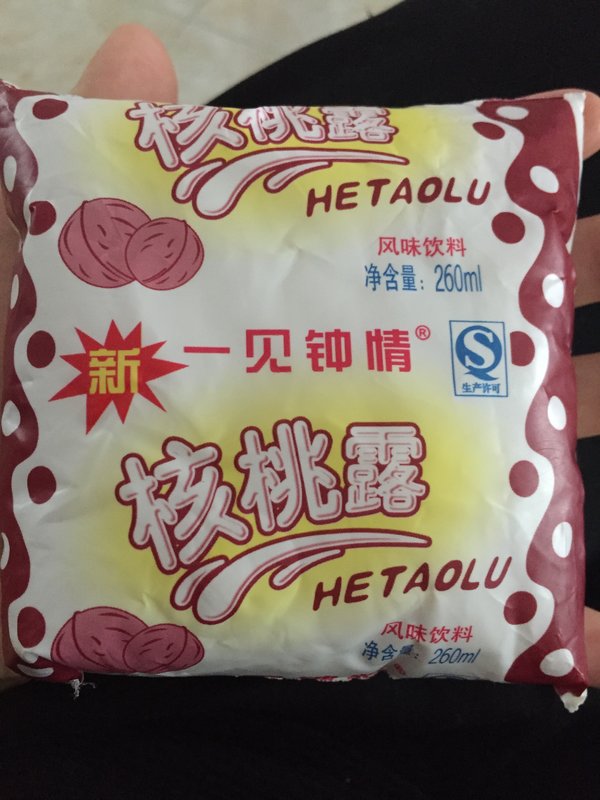 核桃露
HETAOLU
风味饮料
净含量：260ml
新
一见钟情®
S
生产许可
核桃露
HETAOLU
风味饮料
净含量：260ml